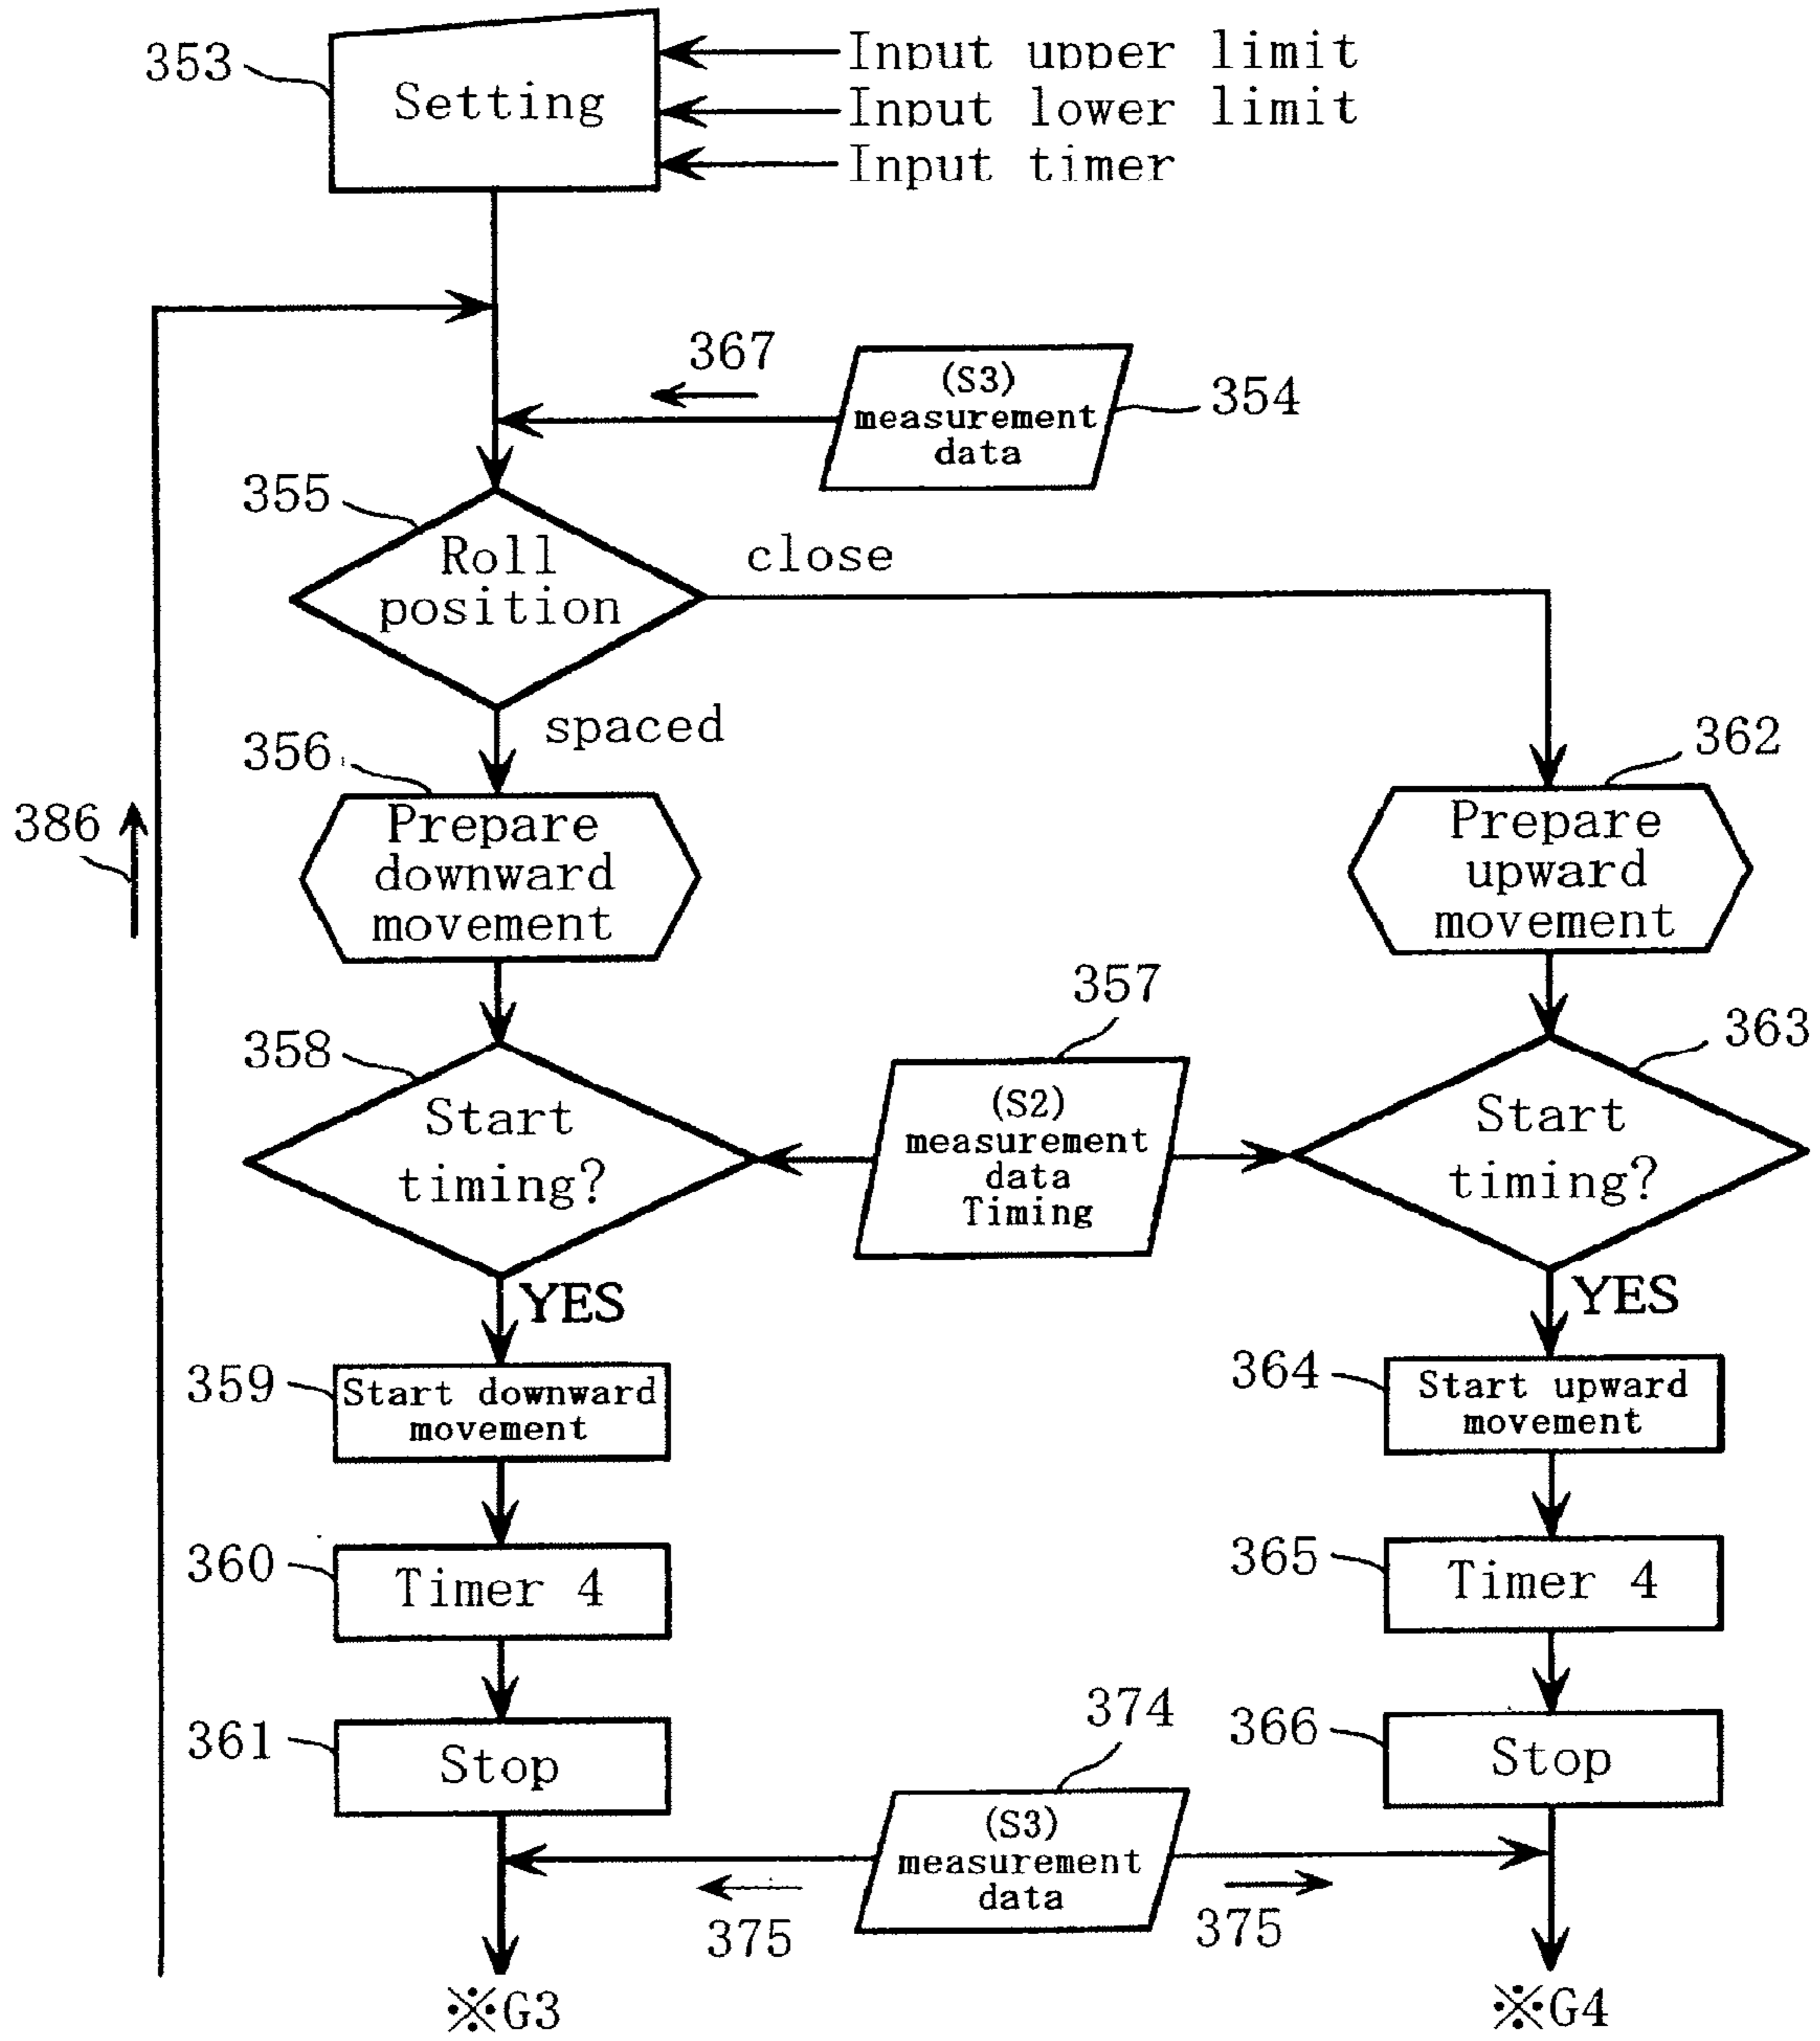 353
Setting
Input upper limit
Input lower limit
Input timer
367
(S3)
measurement
data
354
355
Roll
position
close
spaced
356
Prepare
downward
movement
362
Prepare
upward
movement
386
357
(S2)
measurement
data
Timing
358
Start
timing?
363
Start
timing?
YES
YES
359
Start downward
movement
364
Start upward
movement
360
Timer 4
365
Timer 4
361
Stop
366
Stop
374
(S3)
measurement
data
375
375
※G3
※G4